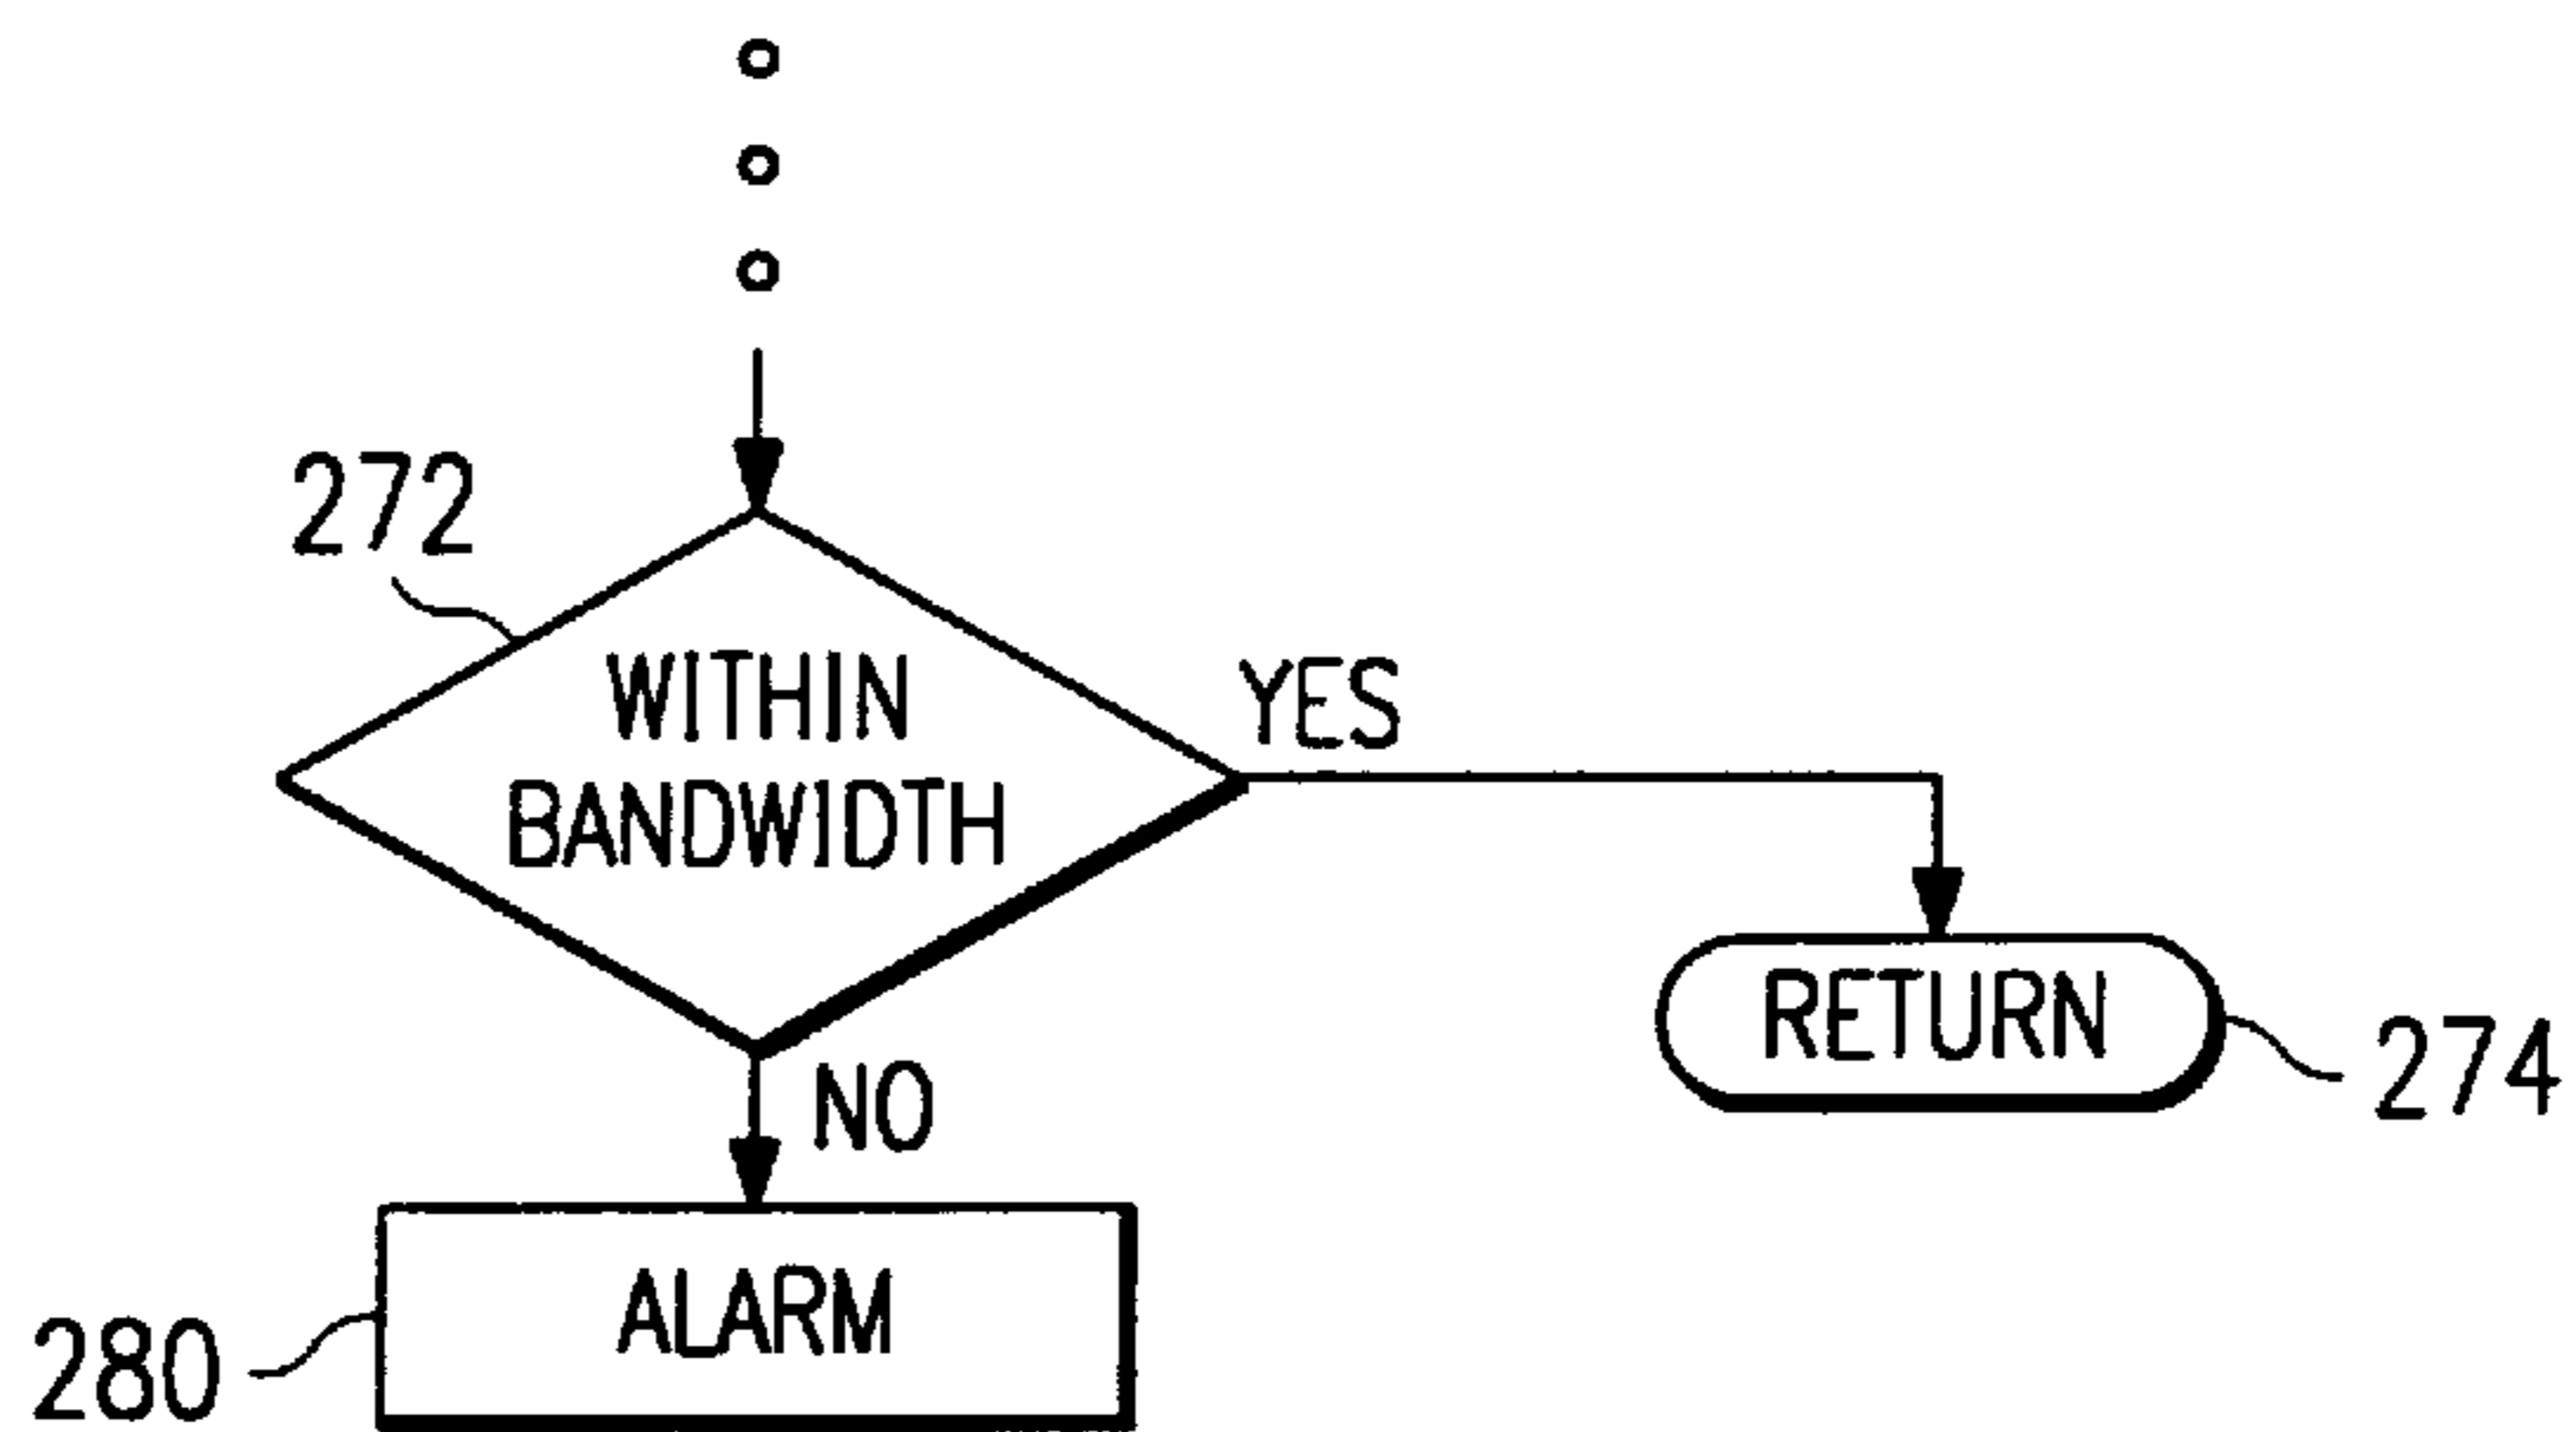 272
WITHIN
BANDWIDTH
YES
RETURN
274
NO
ALARM
280